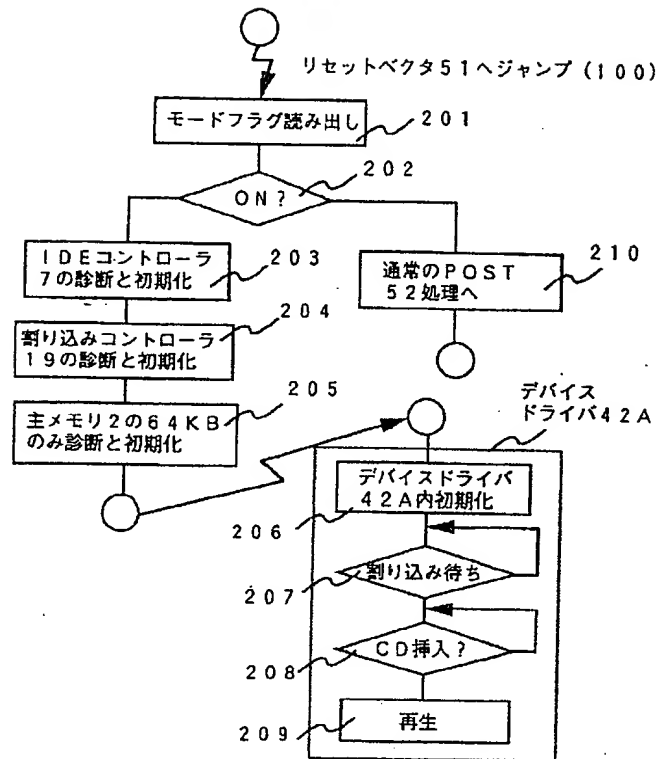 リセットベクタ51へジャンプ(100)
モードフラグ読み出し
201
ON?
202
IDEコントローラ
7の診断と初期化
203
通常のPOST
52処理へ
210
割り込みコントローラ
19の診断と初期化
204
主メモリ2の64KB
のみ診断と初期化
205
デバイス
ドライバ42A
デバイスドライバ
42A内初期化
206
割り込み待ち
207
CD挿入?
208
再生
209